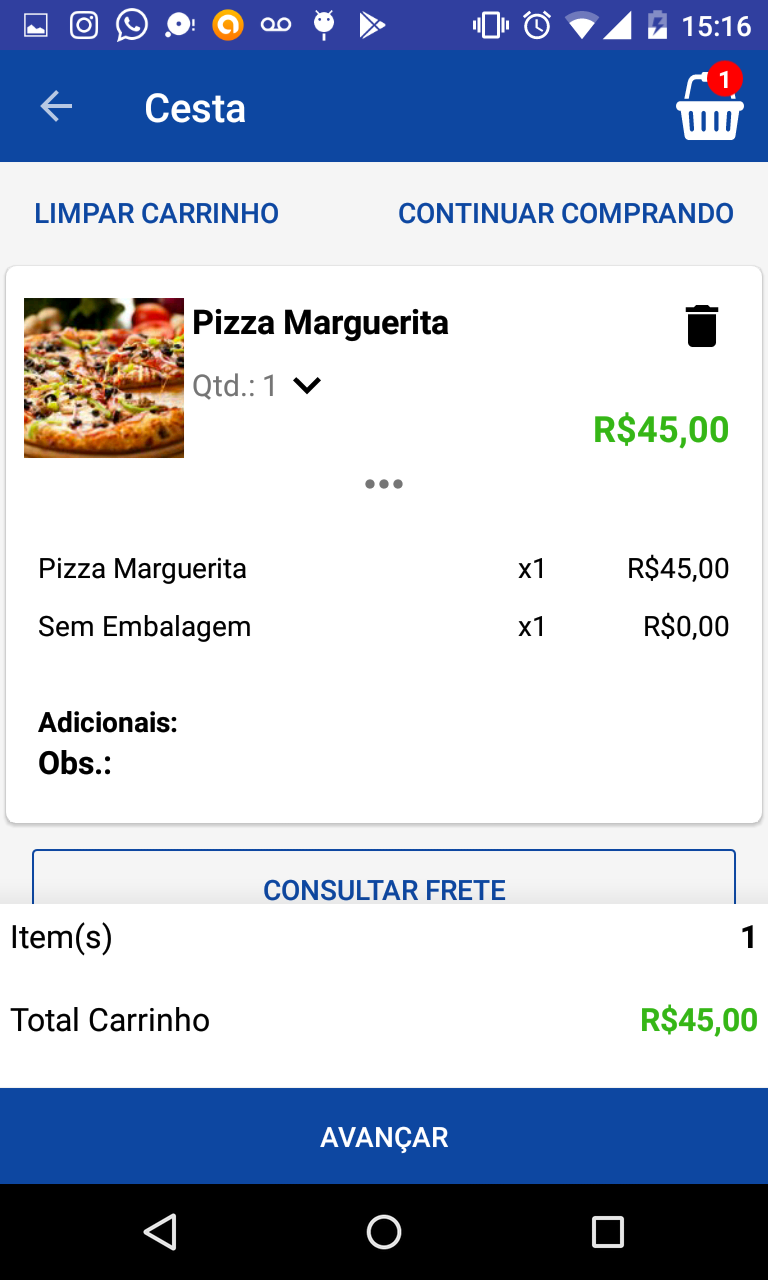 15:16
Cesta
1
LIMPAR CARRINHO CONTINUAR COMPRANDO
Pizza Marguerita
Qtd.: 1
R$45,00
Pizza Marguerita x1 R$45,00
Sem Embalagem x1 R$0,00
Adicionais:
Obs.:
CONSULTAR FRETE
Item(s) 1
Total Carrinho R$45,00
AVANÇAR